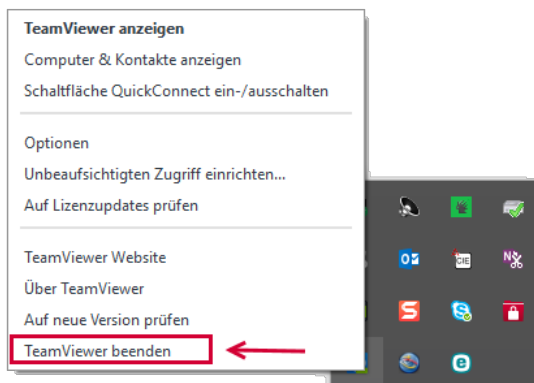 TeamViewer anzeigen
Computer & Kontakte anzeigen
Schaltfläche QuickConnect ein-/ausschalten
Optionen
Unbeaufsichtigten Zugriff einrichten...
Auf Lizenzupdates prüfen
TeamViewer Website
Über TeamViewer
Auf neue Version prüfen
TeamViewer beenden
CIE